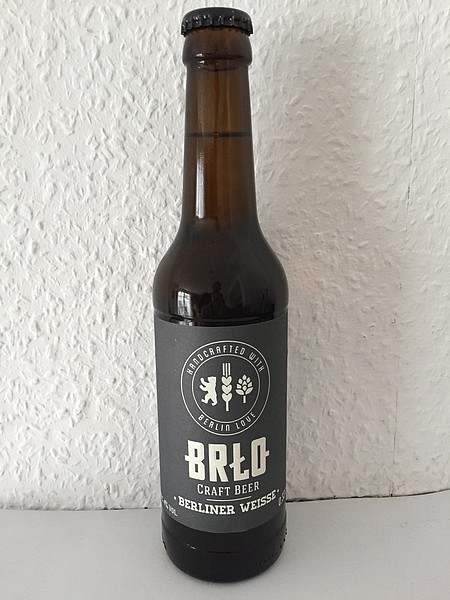 HANDCRAFTED WITH
BERLIN LOVE
BRŁO
CRAFT BEER
• BERLINER WEISSE •